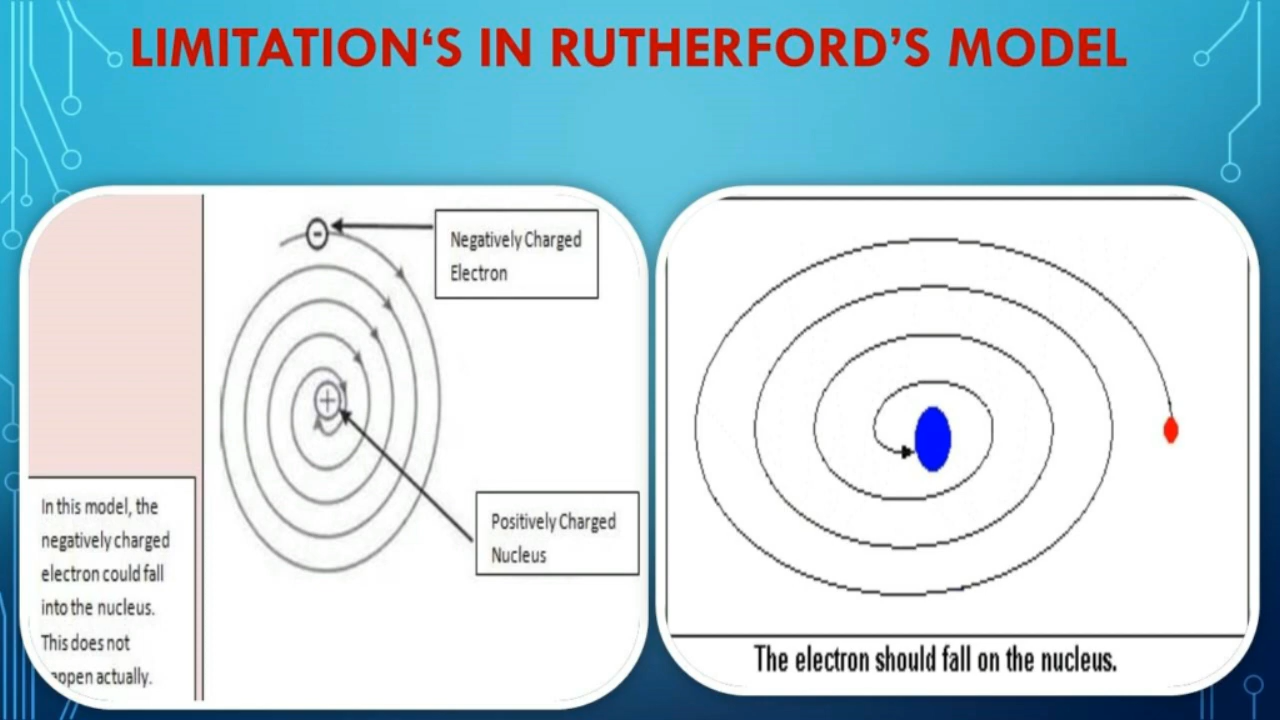 LIMITATION‘S IN RUTHERFORD’S MODEL
Negatively Charged
Electron
Positively Charged
Nucleus
In this model, the
negatively charged
electron could fall
into the nucleus.
This does not
appen actually.
The electron should fall on the nucleus.